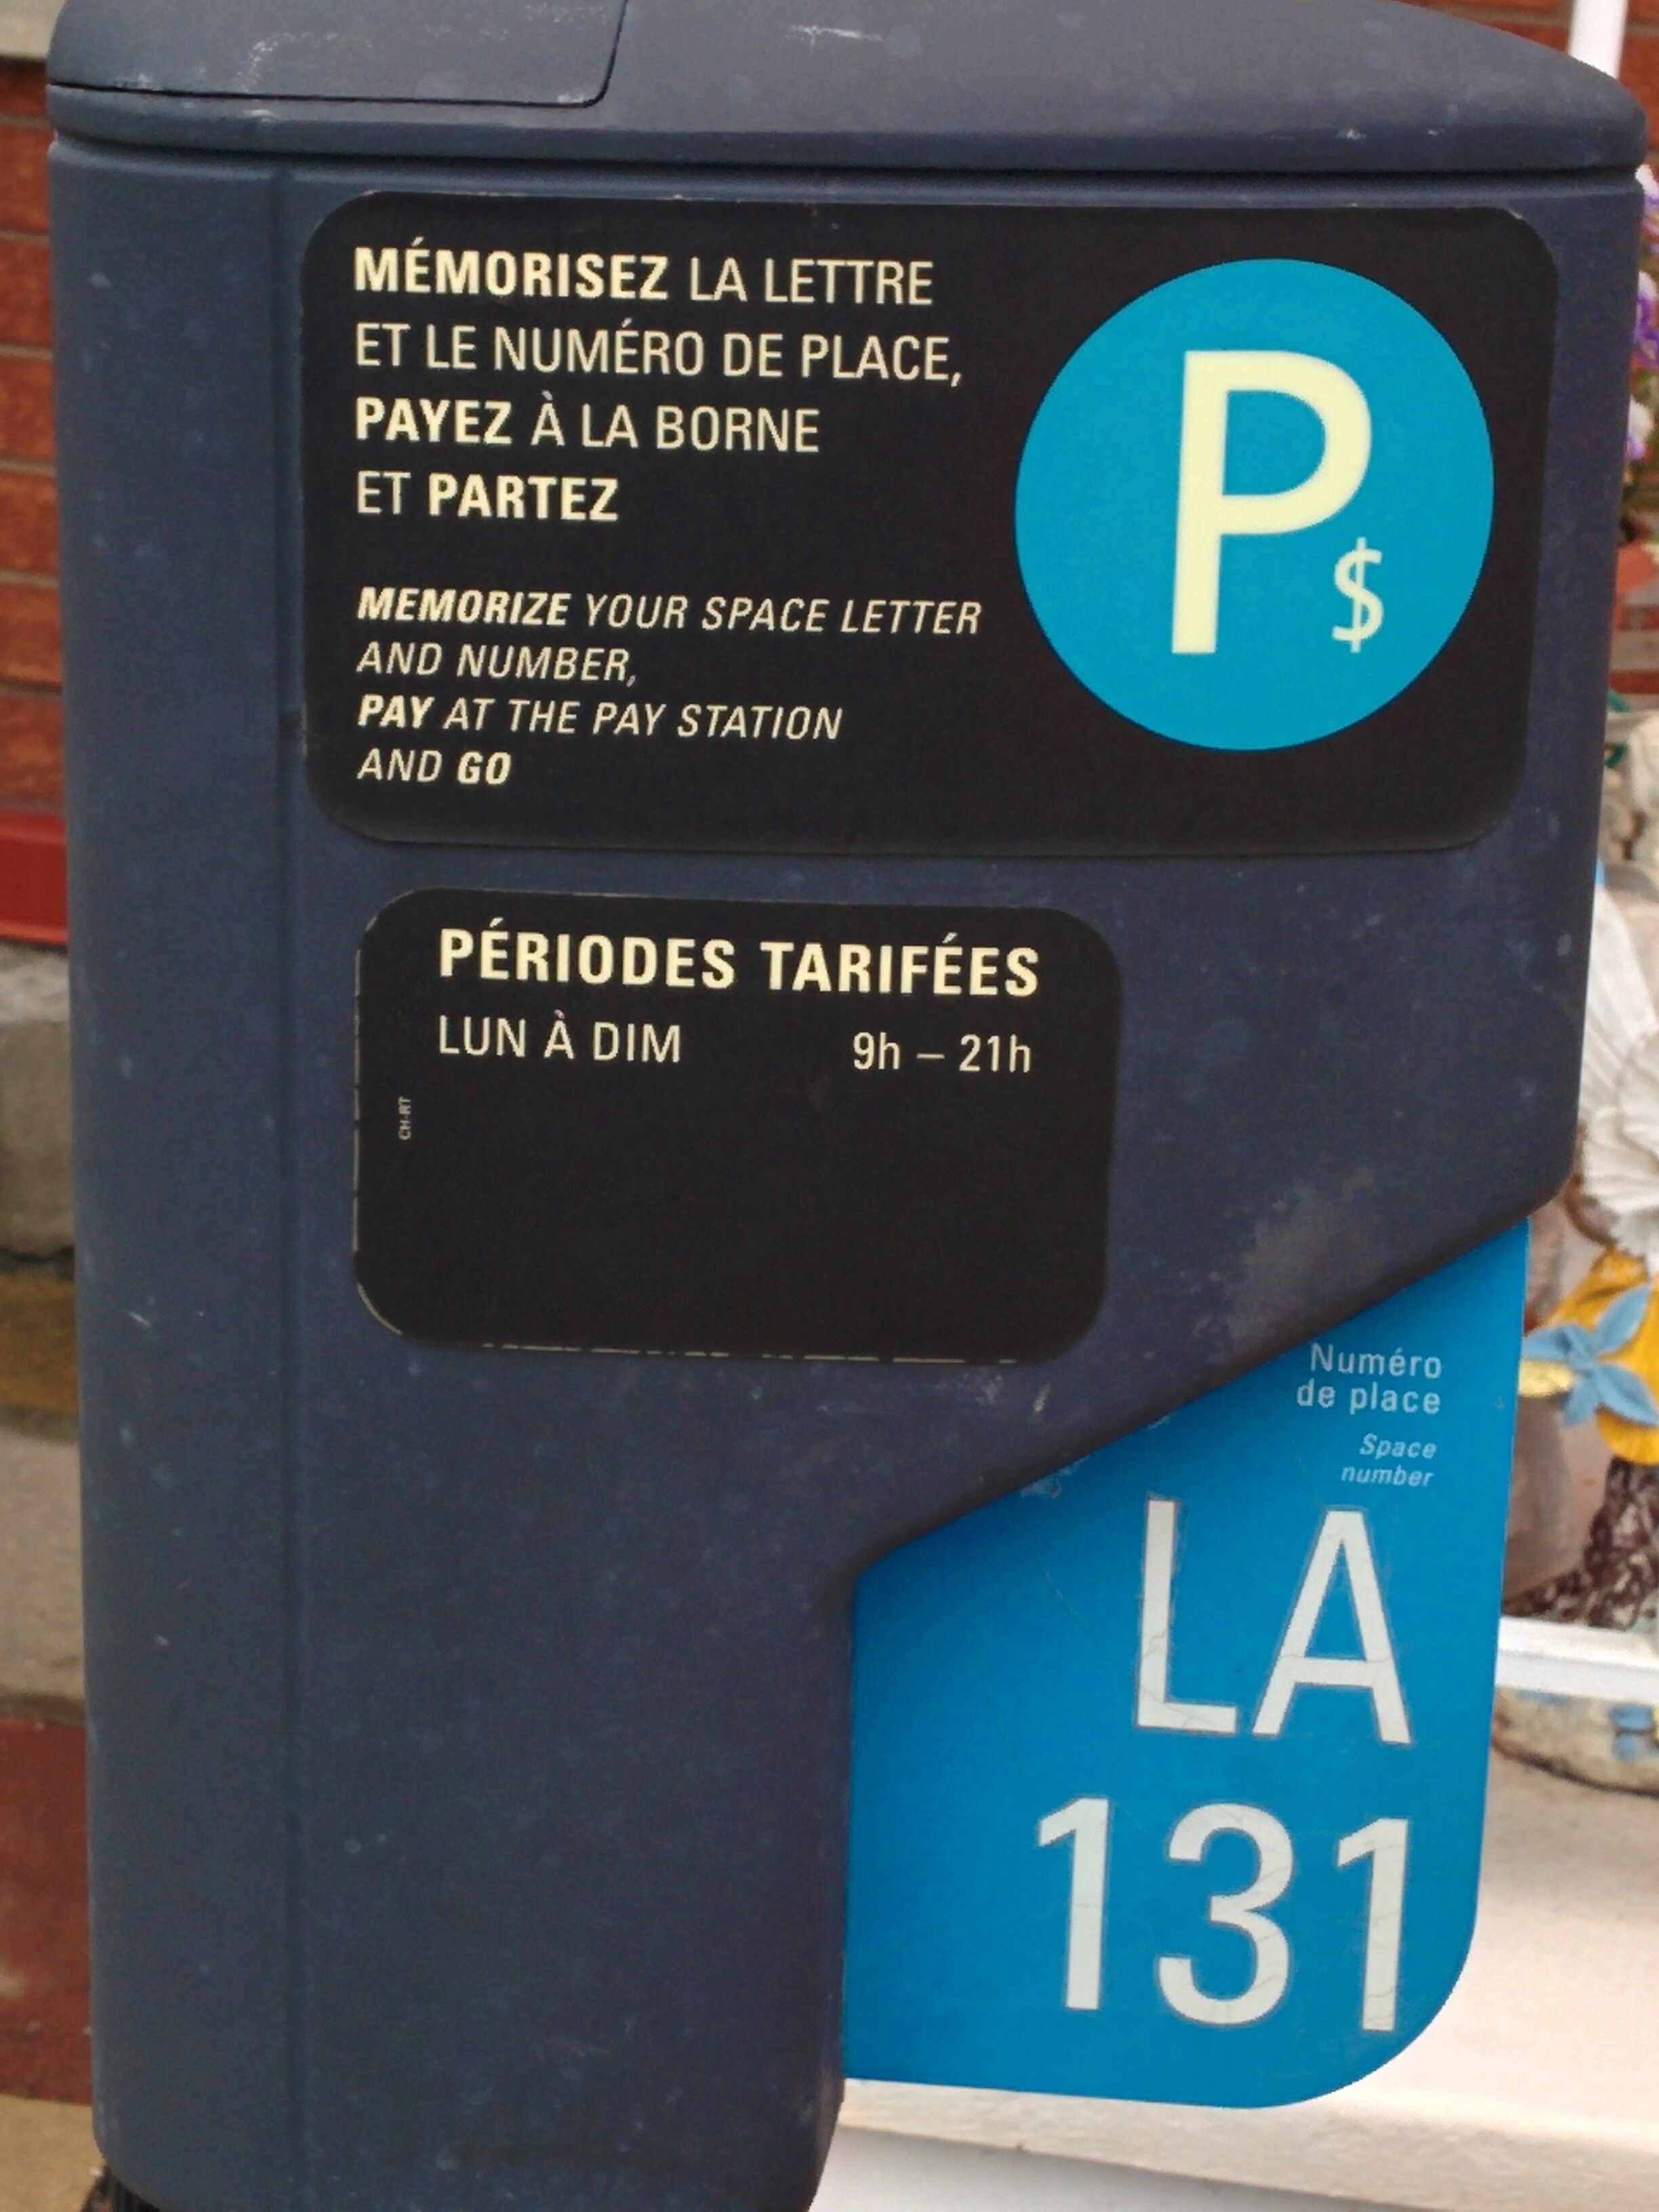 MÉMORISEZ LA LETTRE
ET LE NUMÉRO DE PLACE,
PAYEZ À LA BORNE
ET PARTEZ
MEMORIZE YOUR SPACE LETTER
AND NUMBER,
PAY AT THE PAY STATION
AND GO
P$
PÉRIODES TARIFÉES
LUN À DIM 9h – 21h
CH-RT
Numéro
de place
Space
number
LA
131